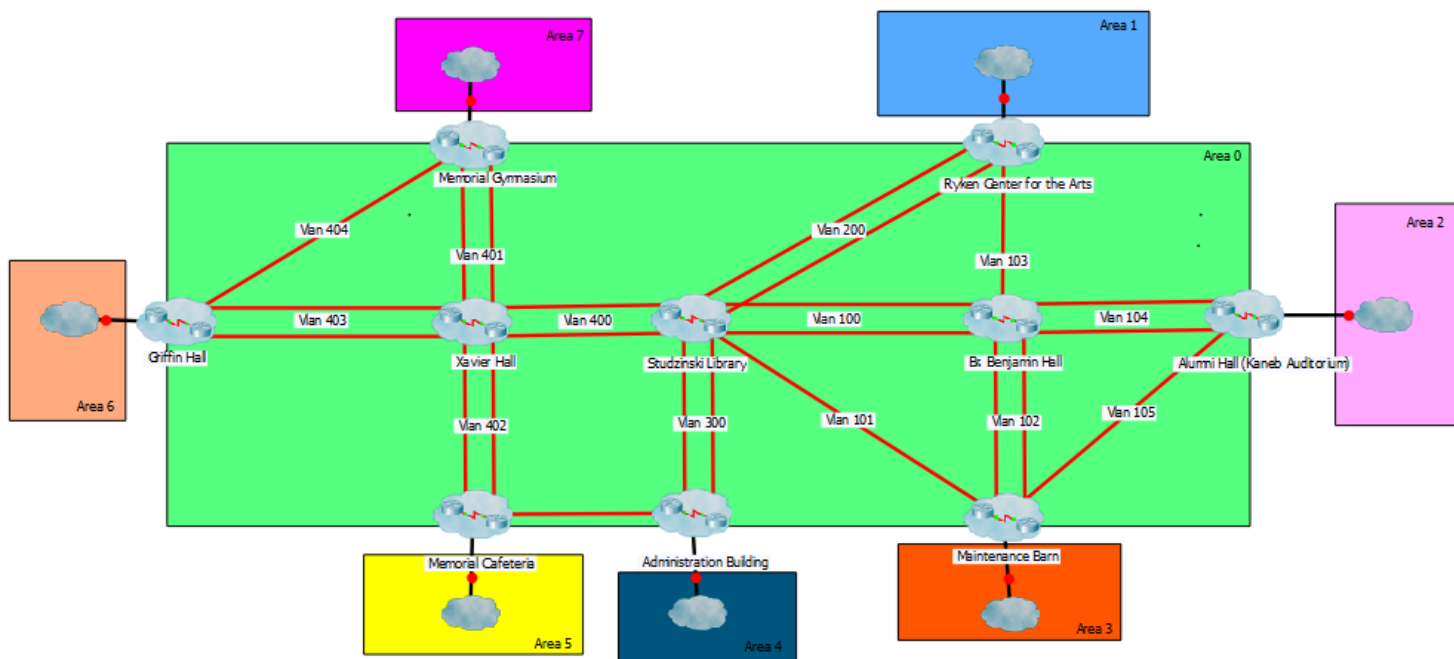 Area 7
Area 1
Area 0
Memorial Gymnasium
Ryken Center for the Arts
Area 2
Vlan 404
Vlan 200
Vlan 401
Vlan 103
Vlan 403
Vlan 400
Vlan 100
Vlan 104
Griffin Hall
Xavier Hall
Studzinski Library
Br. Benjamin Hall
Alumni Hall (Kaneb Auditorium)
Area 6
Vlan 402
Vlan 300
Vlan 101
Vlan 102
Vlan 105
Memorial Cafeteria
Administration Building
Maintenance Barn
Area 5
Area 4
Area 3